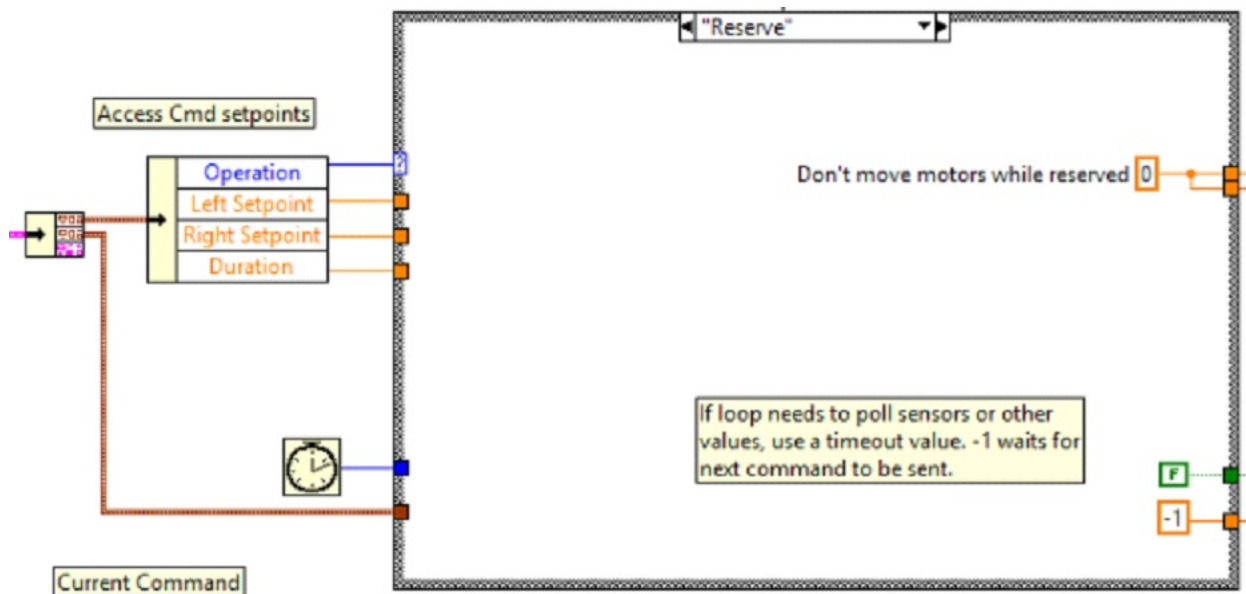 "Reserve"
Access Cmd setpoints
Operation
Left Setpoint
Right Setpoint
Duration
?
Don't move motors while reserved 0
If loop needs to poll sensors or other
values, use a timeout value. -1 waits for
next command to be sent.
F
-1
Current Command